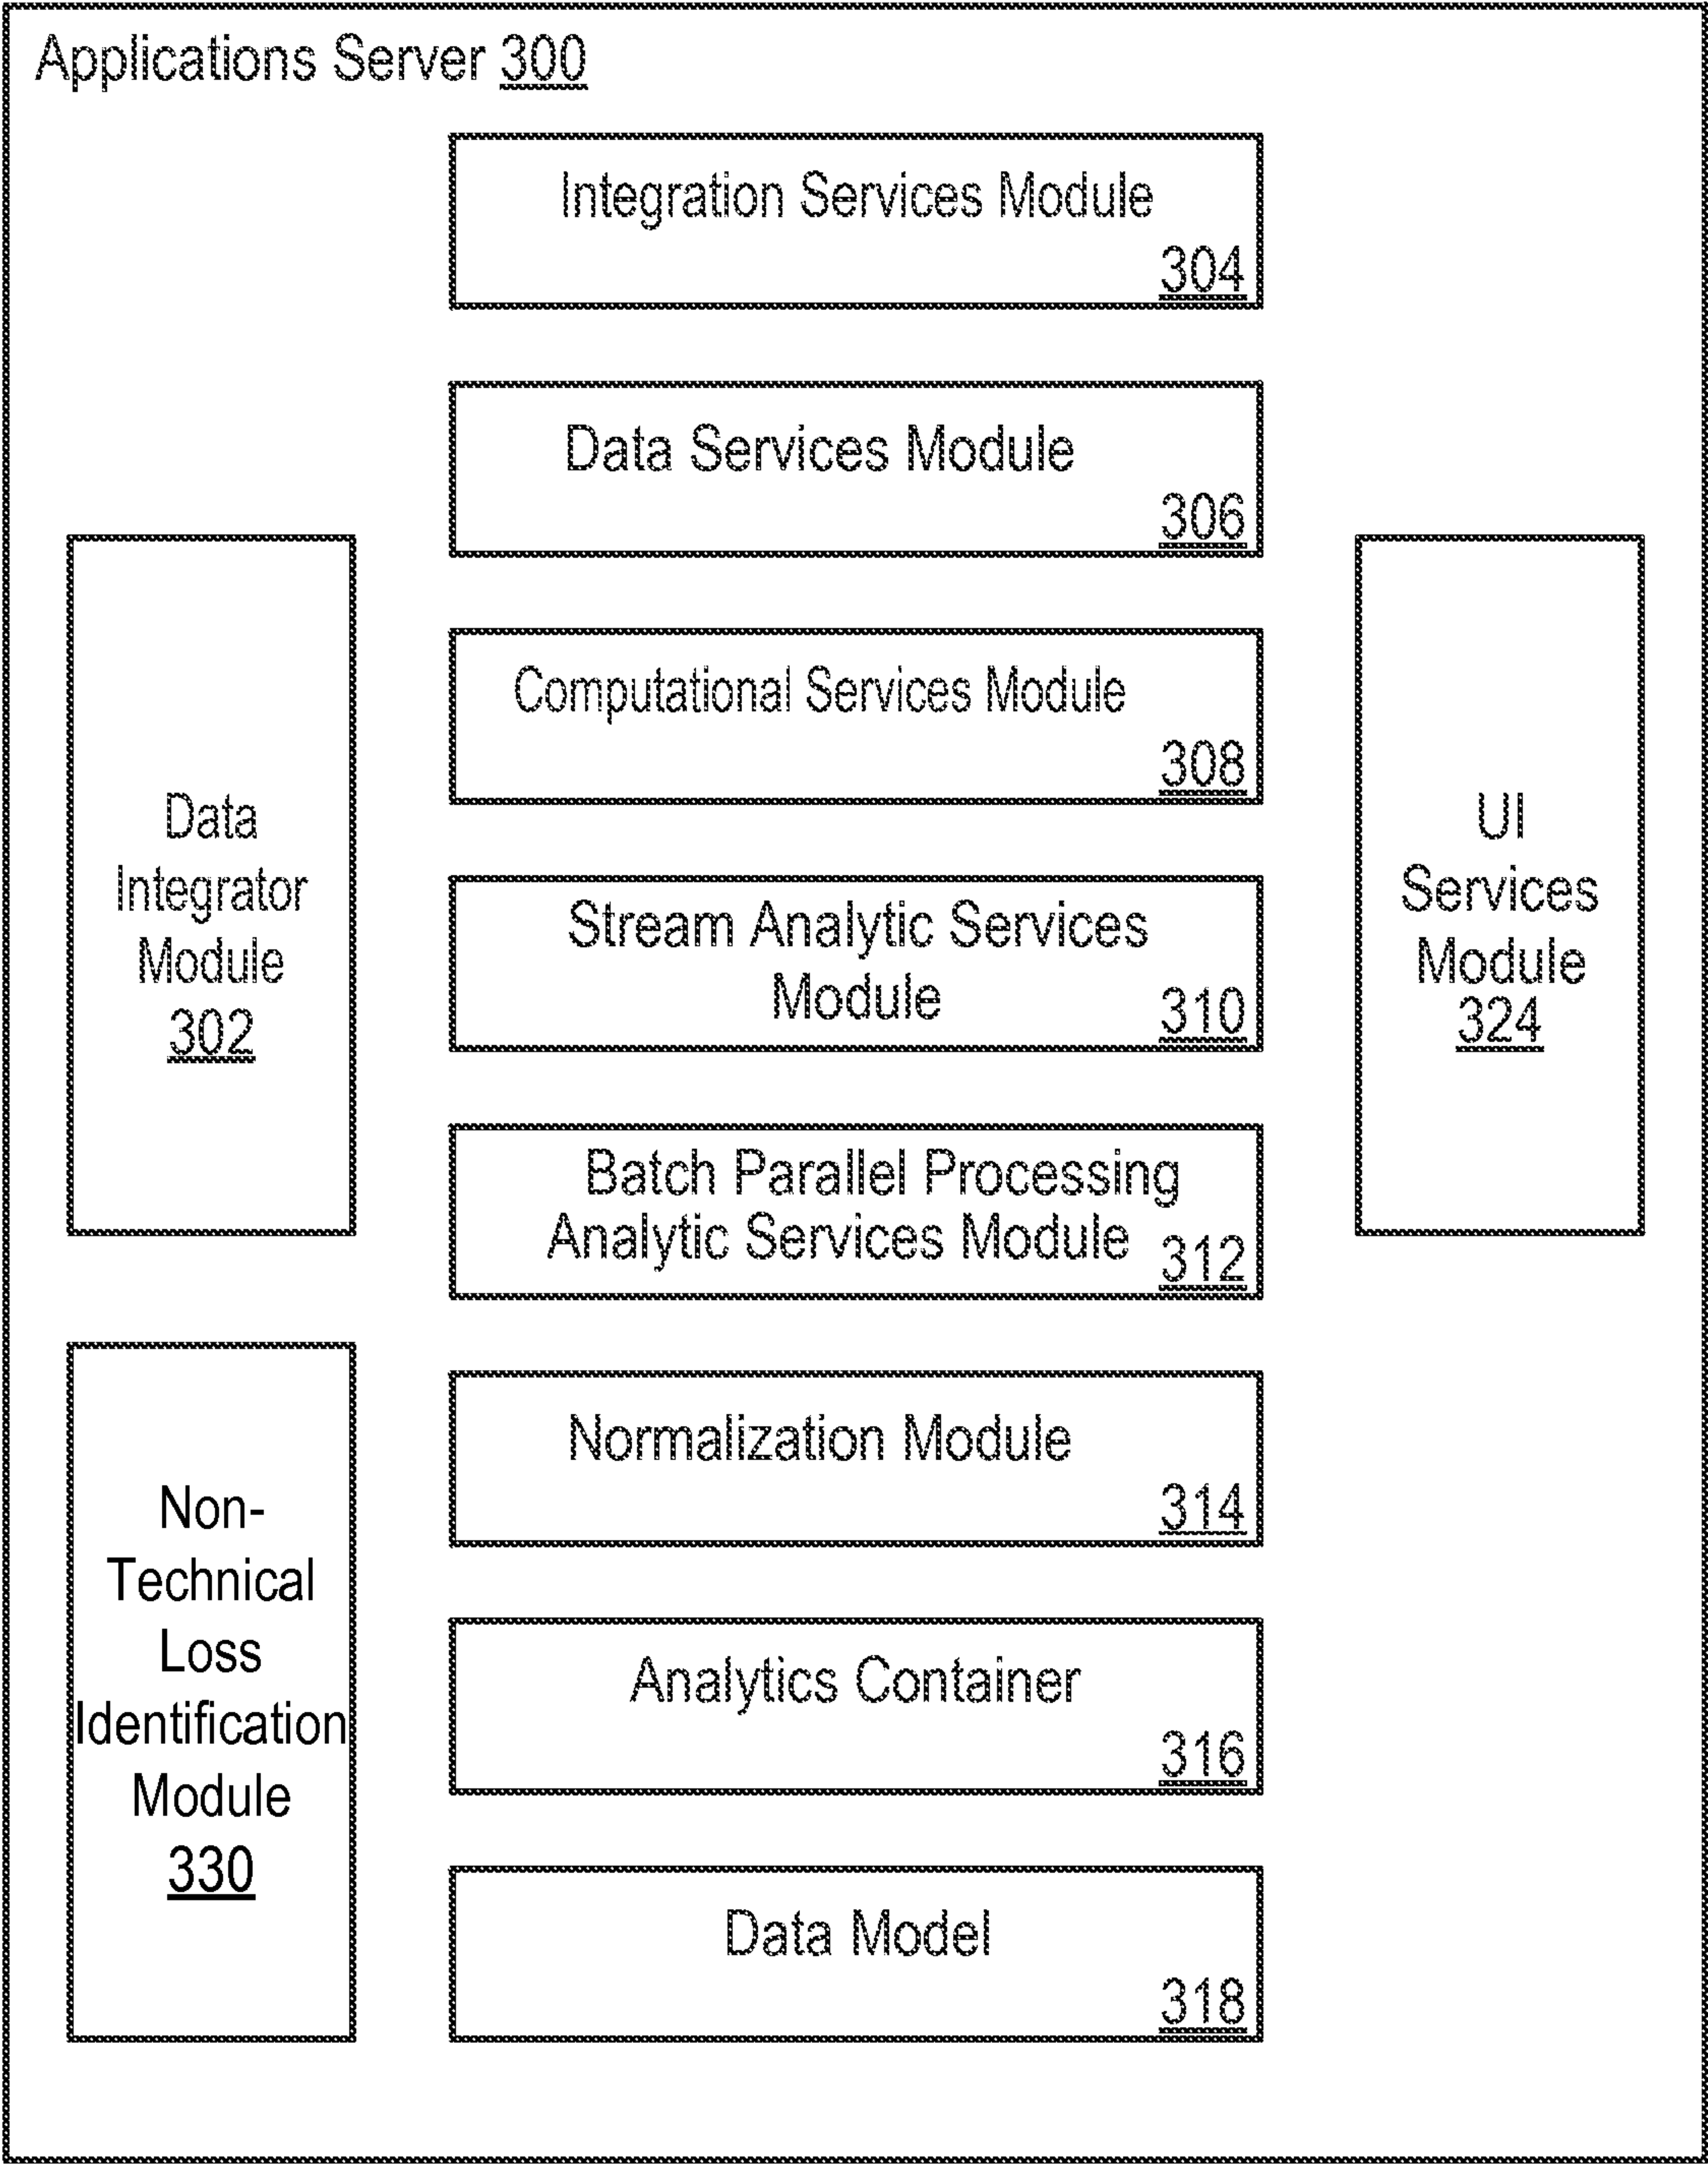 Applications Server 300
Integration Services Module
304
Data Services Module
306
Computational Services Module
308
Stream Analytic Services
Module 310
Batch Parallel Processing
Analytic Services Module 312
Normalization Module
314
Analytics Container
316
Data Model
318
Data
Integrator
Module
302
Non-
Technical
Loss
Identification
Module
330
UI
Services
Module
324